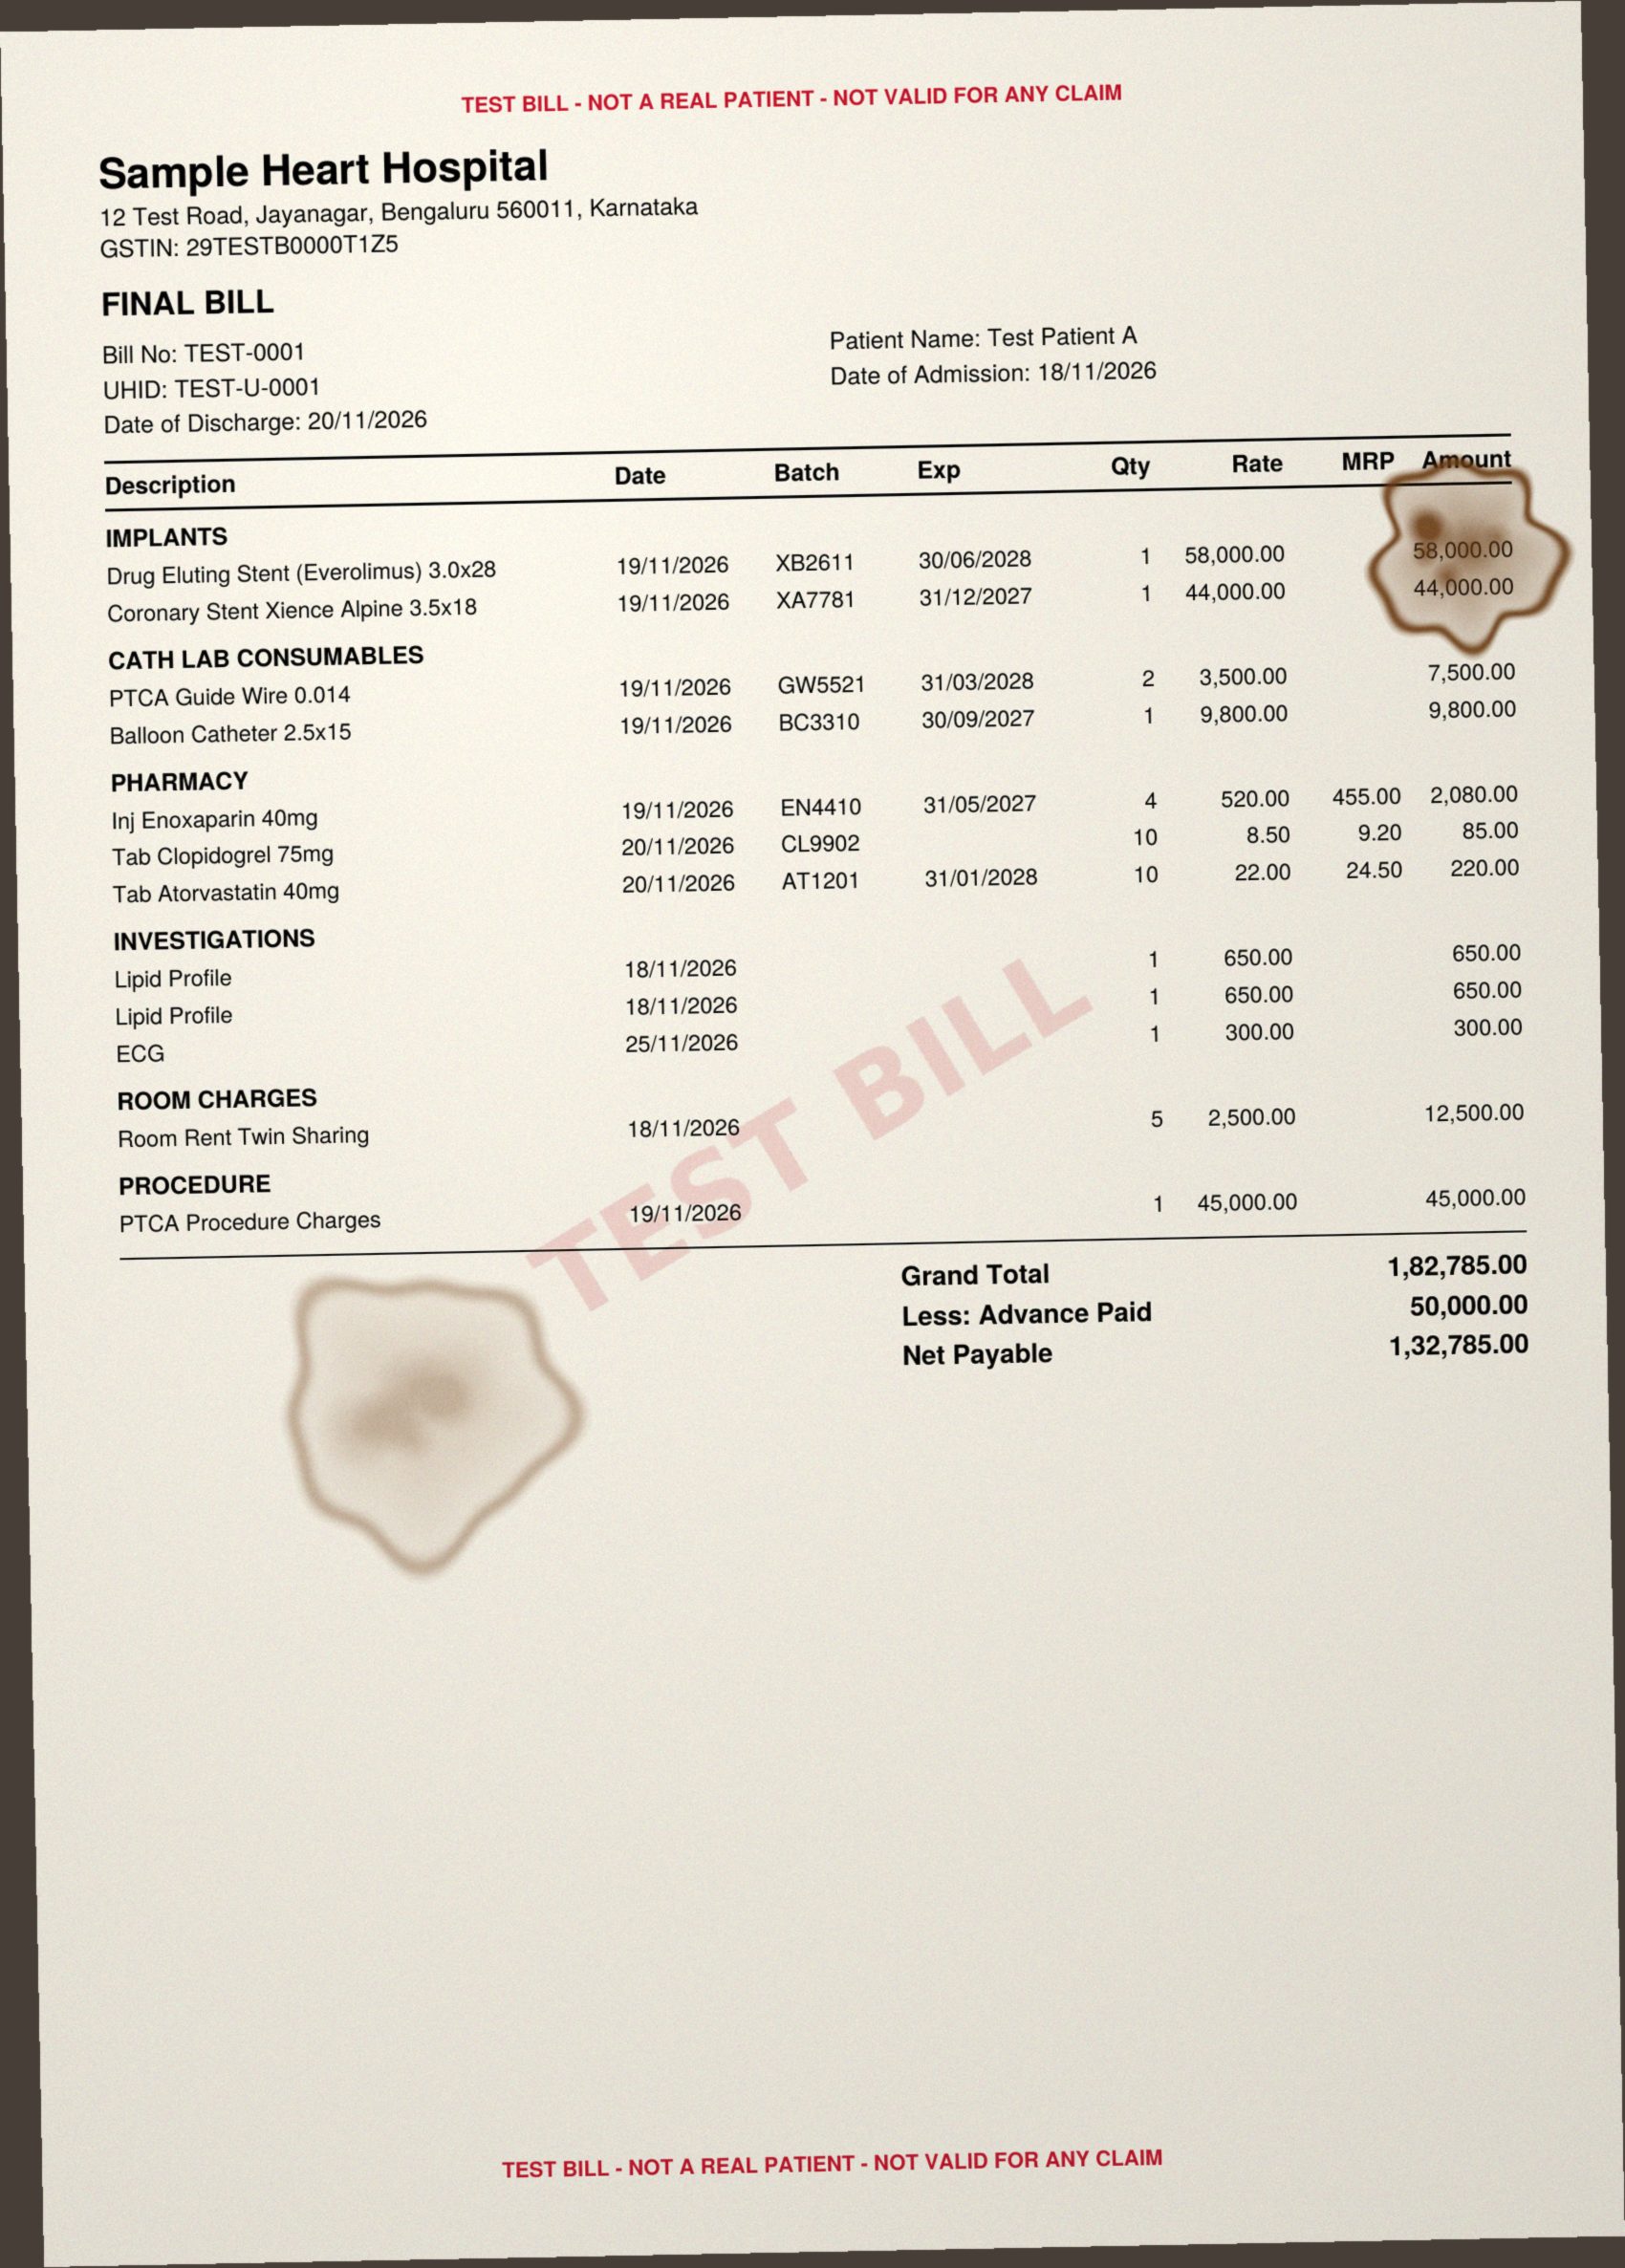 TEST BILL - NOT A REAL PATIENT - NOT VALID FOR ANY CLAIM
Sample Heart Hospital
12 Test Road, Jayanagar, Bengaluru 560011, Karnataka
GSTIN: 29TESTB0000T1Z5
FINAL BILL
Bill No: TEST-0001 Patient Name: Test Patient A
UHID: TEST-U-0001 Date of Admission: 18/11/2026
Date of Discharge: 20/11/2026
Description Date Batch Exp Qty Rate MRP Amount
IMPLANTS
Drug Eluting Stent (Everolimus) 3.0x28 19/11/2026 XB2611 30/06/2028 1 58,000.00 58,000.00
Coronary Stent Xience Alpine 3.5x18 19/11/2026 XA7781 31/12/2027 1 44,000.00 44,000.00
CATH LAB CONSUMABLES
PTCA Guide Wire 0.014 19/11/2026 GW5521 31/03/2028 2 3,500.00 7,500.00
Balloon Catheter 2.5x15 19/11/2026 BC3310 30/09/2027 1 9,800.00 9,800.00
PHARMACY
Inj Enoxaparin 40mg 19/11/2026 EN4410 31/05/2027 4 520.00 455.00 2,080.00
Tab Clopidogrel 75mg 20/11/2026 CL9902 10 8.50 9.20 85.00
Tab Atorvastatin 40mg 20/11/2026 AT1201 31/01/2028 10 22.00 24.50 220.00
INVESTIGATIONS
Lipid Profile 18/11/2026 1 650.00 650.00
Lipid Profile 18/11/2026 1 650.00 650.00
ECG 25/11/2026 1 300.00 300.00
ROOM CHARGES
Room Rent Twin Sharing 18/11/2026 5 2,500.00 12,500.00
PROCEDURE
PTCA Procedure Charges 19/11/2026 1 45,000.00 45,000.00
TEST BILL
Grand Total 1,82,785.00
Less: Advance Paid 50,000.00
Net Payable 1,32,785.00
TEST BILL - NOT A REAL PATIENT - NOT VALID FOR ANY CLAIM